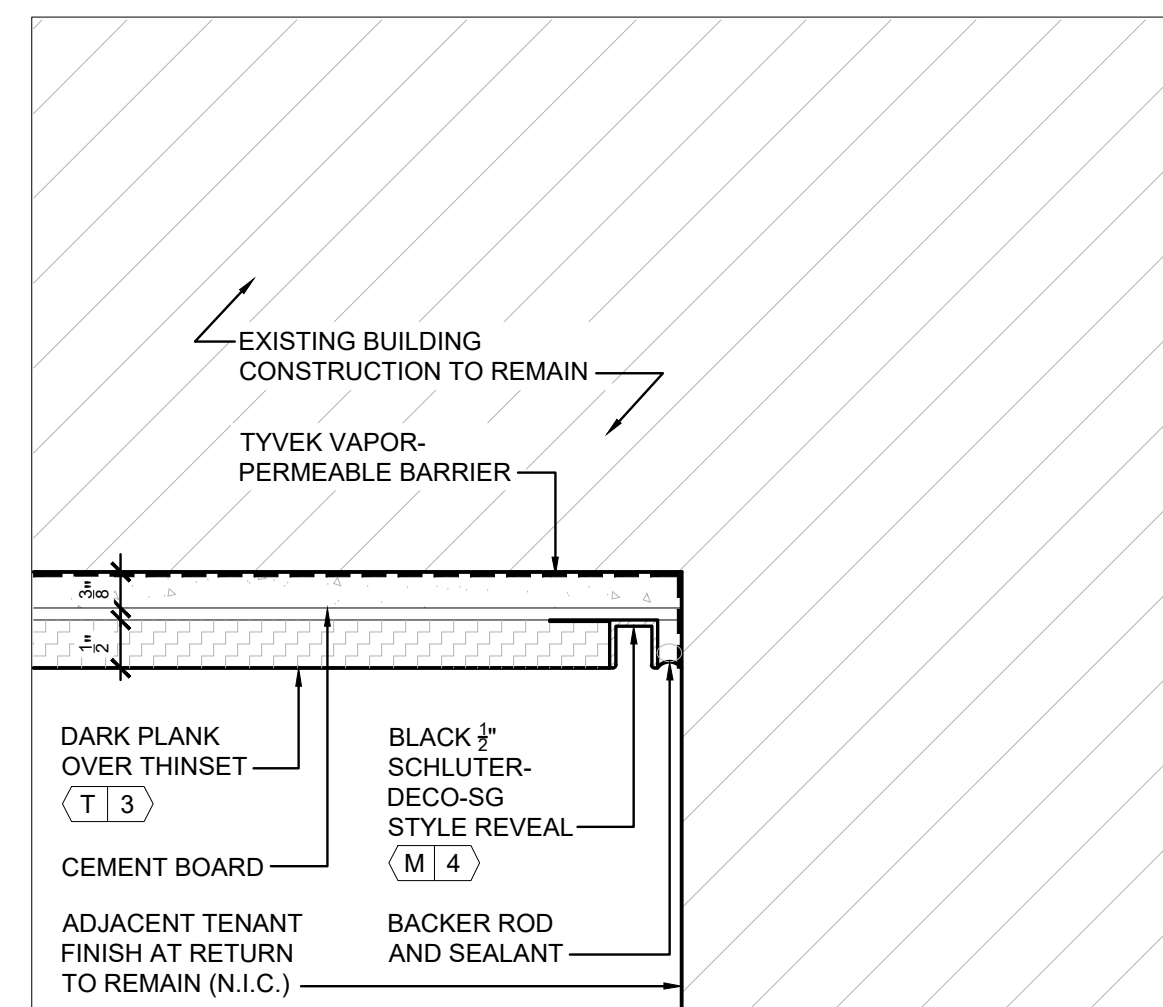 EXISTING BUILDING
CONSTRUCTION TO REMAIN
TYVEK VAPOR-
PERMEABLE BARRIER
3/8"
1/2"
DARK PLANK
OVER THINSET
T 3
CEMENT BOARD
ADJACENT TENANT
FINISH AT RETURN
TO REMAIN (N.I.C.)
BLACK 1/2"
SCHLUTER-
DECO-SG
STYLE REVEAL
M 4
BACKER ROD
AND SEALANT